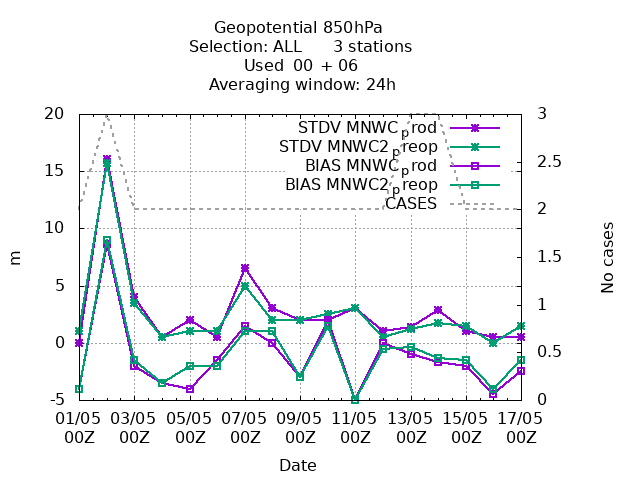 Geopotential 850hPa
Selection: ALL 3 stations
Used 00 + 06
Averaging window: 24h
STDV MNWC_prod
STDV MNWC2_preop
BIAS MNWC_prod
BIAS MNWC2_preop
CASES
20
15
10
5
0
-5
m
3
2.5
2
1.5
1
0.5
0
No cases
01/05 03/05 05/05 07/05 09/05 11/05 13/05 15/05 17/05
00Z 00Z 00Z 00Z 00Z 00Z 00Z 00Z 00Z
Date